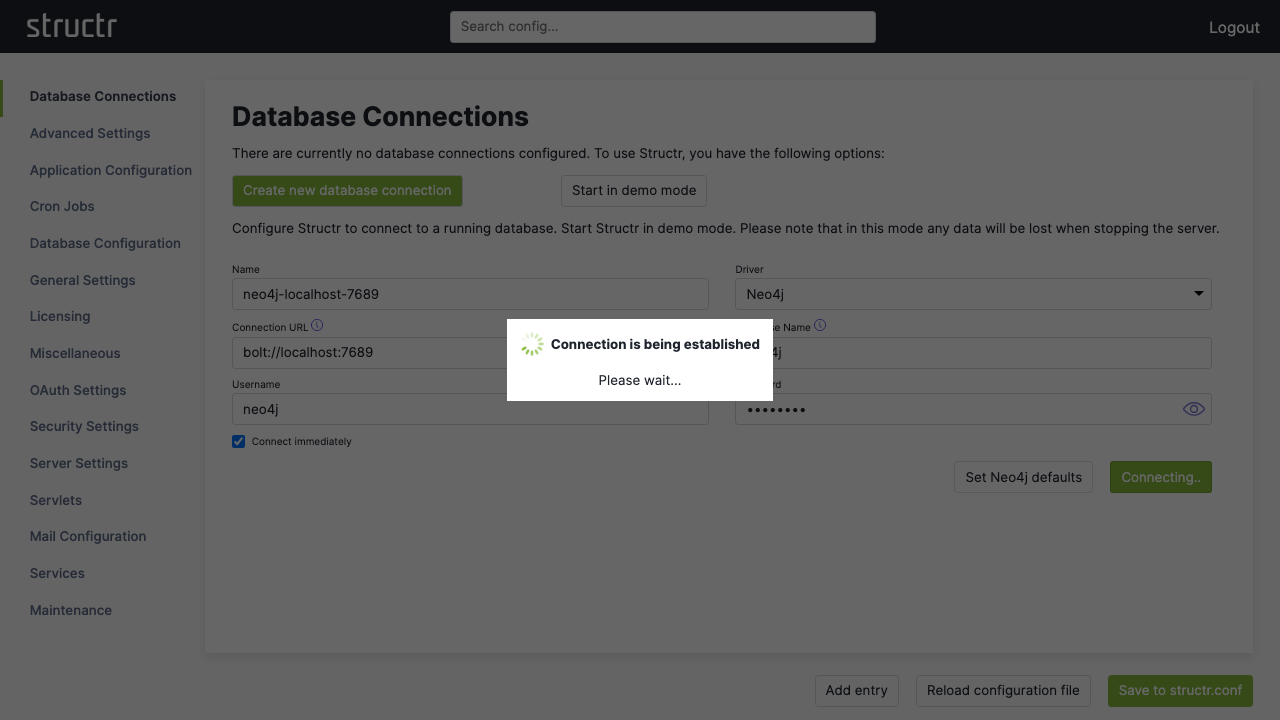 structr
Search config...
Logout
Database Connections
Advanced Settings
Application Configuration
Cron Jobs
Database Configuration
General Settings
Licensing
Miscellaneous
OAuth Settings
Security Settings
Server Settings
Servlets
Mail Configuration
Services
Maintenance
Database Connections
There are currently no database connections configured. To use Structr, you have the following options:
Create new database connection
Start in demo mode
Configure Structr to connect to a running database. Start Structr in demo mode. Please note that in this mode any data will be lost when stopping the server.
Name
neo4j-localhost-7689
Driver
Neo4j
Connection URL
bolt://localhost:7689
Name
Username
neo4j
••••••••
Connect immediately
Set Neo4j defaults
Connecting..
Connection is being established
Please wait...
Add entry
Reload configuration file
Save to structr.conf